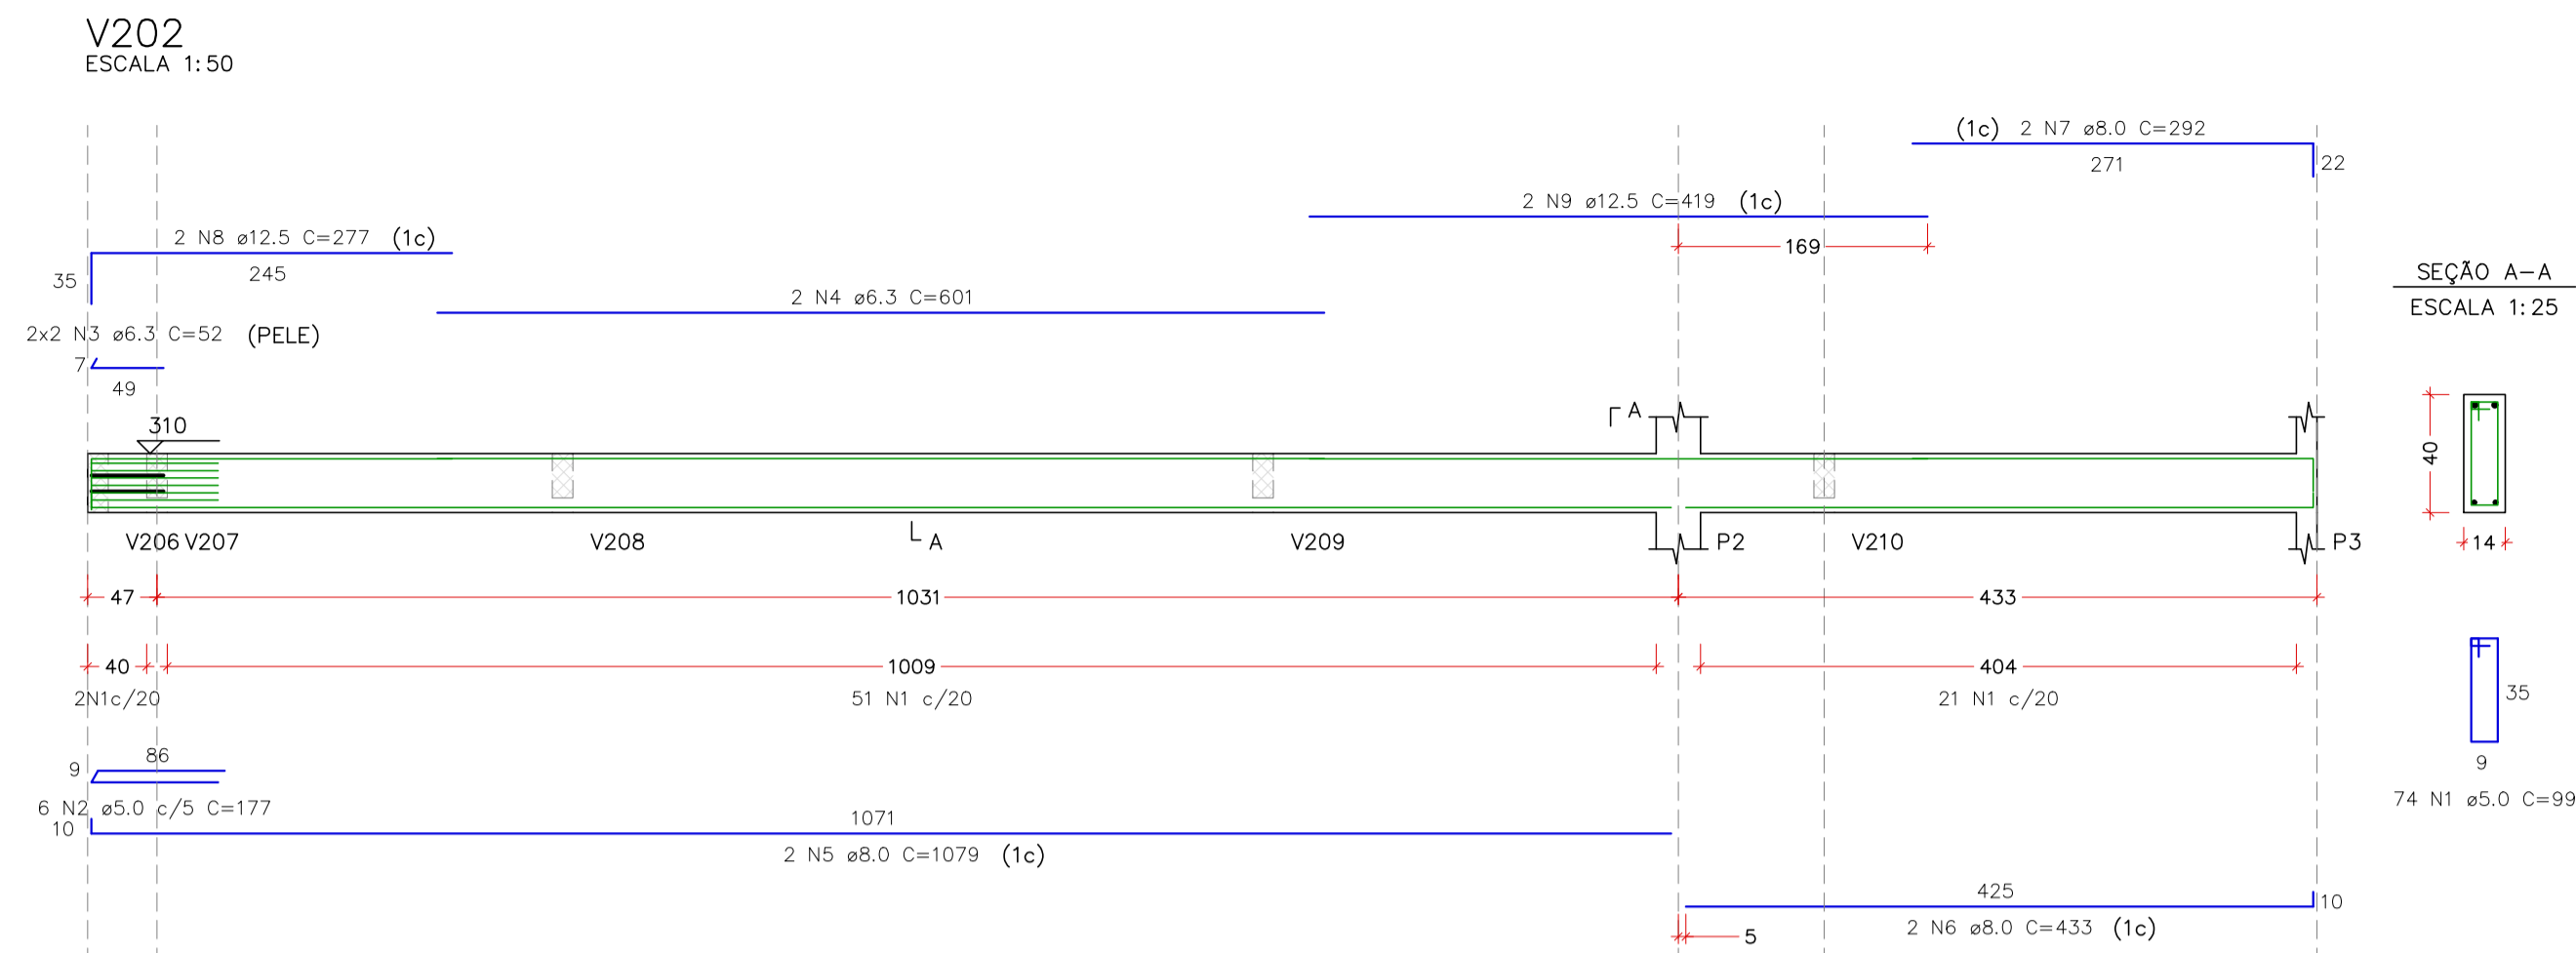 V202
ESCALA 1:50
(1c) 2 N7 ø8.0 C=292
271
22
2 N9 ø12.5 C=419 (1c)
169
2 N8 ø12.5 C=277 (1c)
35
245
2 N4 ø6.3 C=601
2x2 N3 ø6.3 C=52 (PELE)
7
49
SEÇÃO A-A
ESCALA 1:25
310
A
40
14
V206 V207
V208
A
V209
P2
V210
P3
47
1031
433
40
1009
404
2N1c/20
51 N1 c/20
21 N1 c/20
35
9
74 N1 ø5.0 C=99
86
9
6 N2 ø5.0 c/5 C=177
10
1071
2 N5 ø8.0 C=1079 (1c)
425
10
2 N6 ø8.0 C=433 (1c)
5